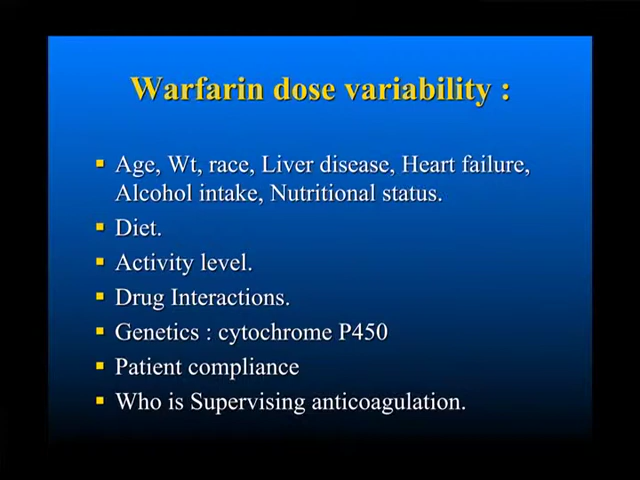 Warfarin dose variability :
Age, Wt, race, Liver disease, Heart failure,
Alcohol intake, Nutritional status.
Diet.
Activity level.
Drug Interactions.
Genetics : cytochrome P450
Patient compliance
Who is Supervising anticoagulation.